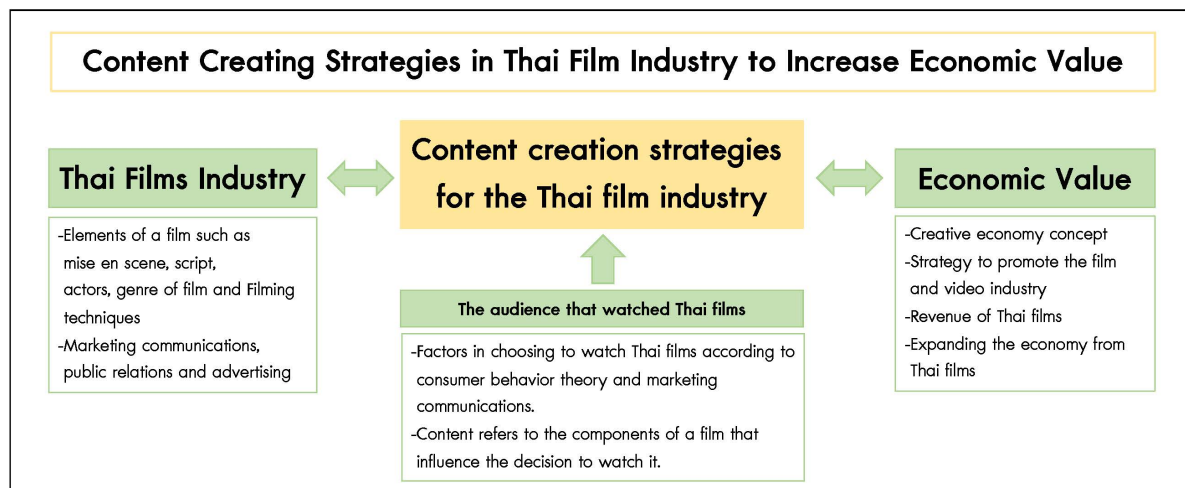 Content Creating Strategies in Thai Film Industry to Increase Economic Value
Thai Films Industry
-Elements of a film such as
mise en scene, script,
actors, genre of film and Filming
techniques
-Marketing communications,
public relations and advertising
Content creation strategies
for the Thai film industry
The audience that watched Thai films
-Factors in choosing to watch Thai films according to
consumer behavior theory and marketing
communications.
-Content refers to the components of a film that
influence the decision to watch it.
Economic Value
-Creative economy concept
-Strategy to promote the film
and video industry
-Revenue of Thai films
-Expanding the economy from
Thai films